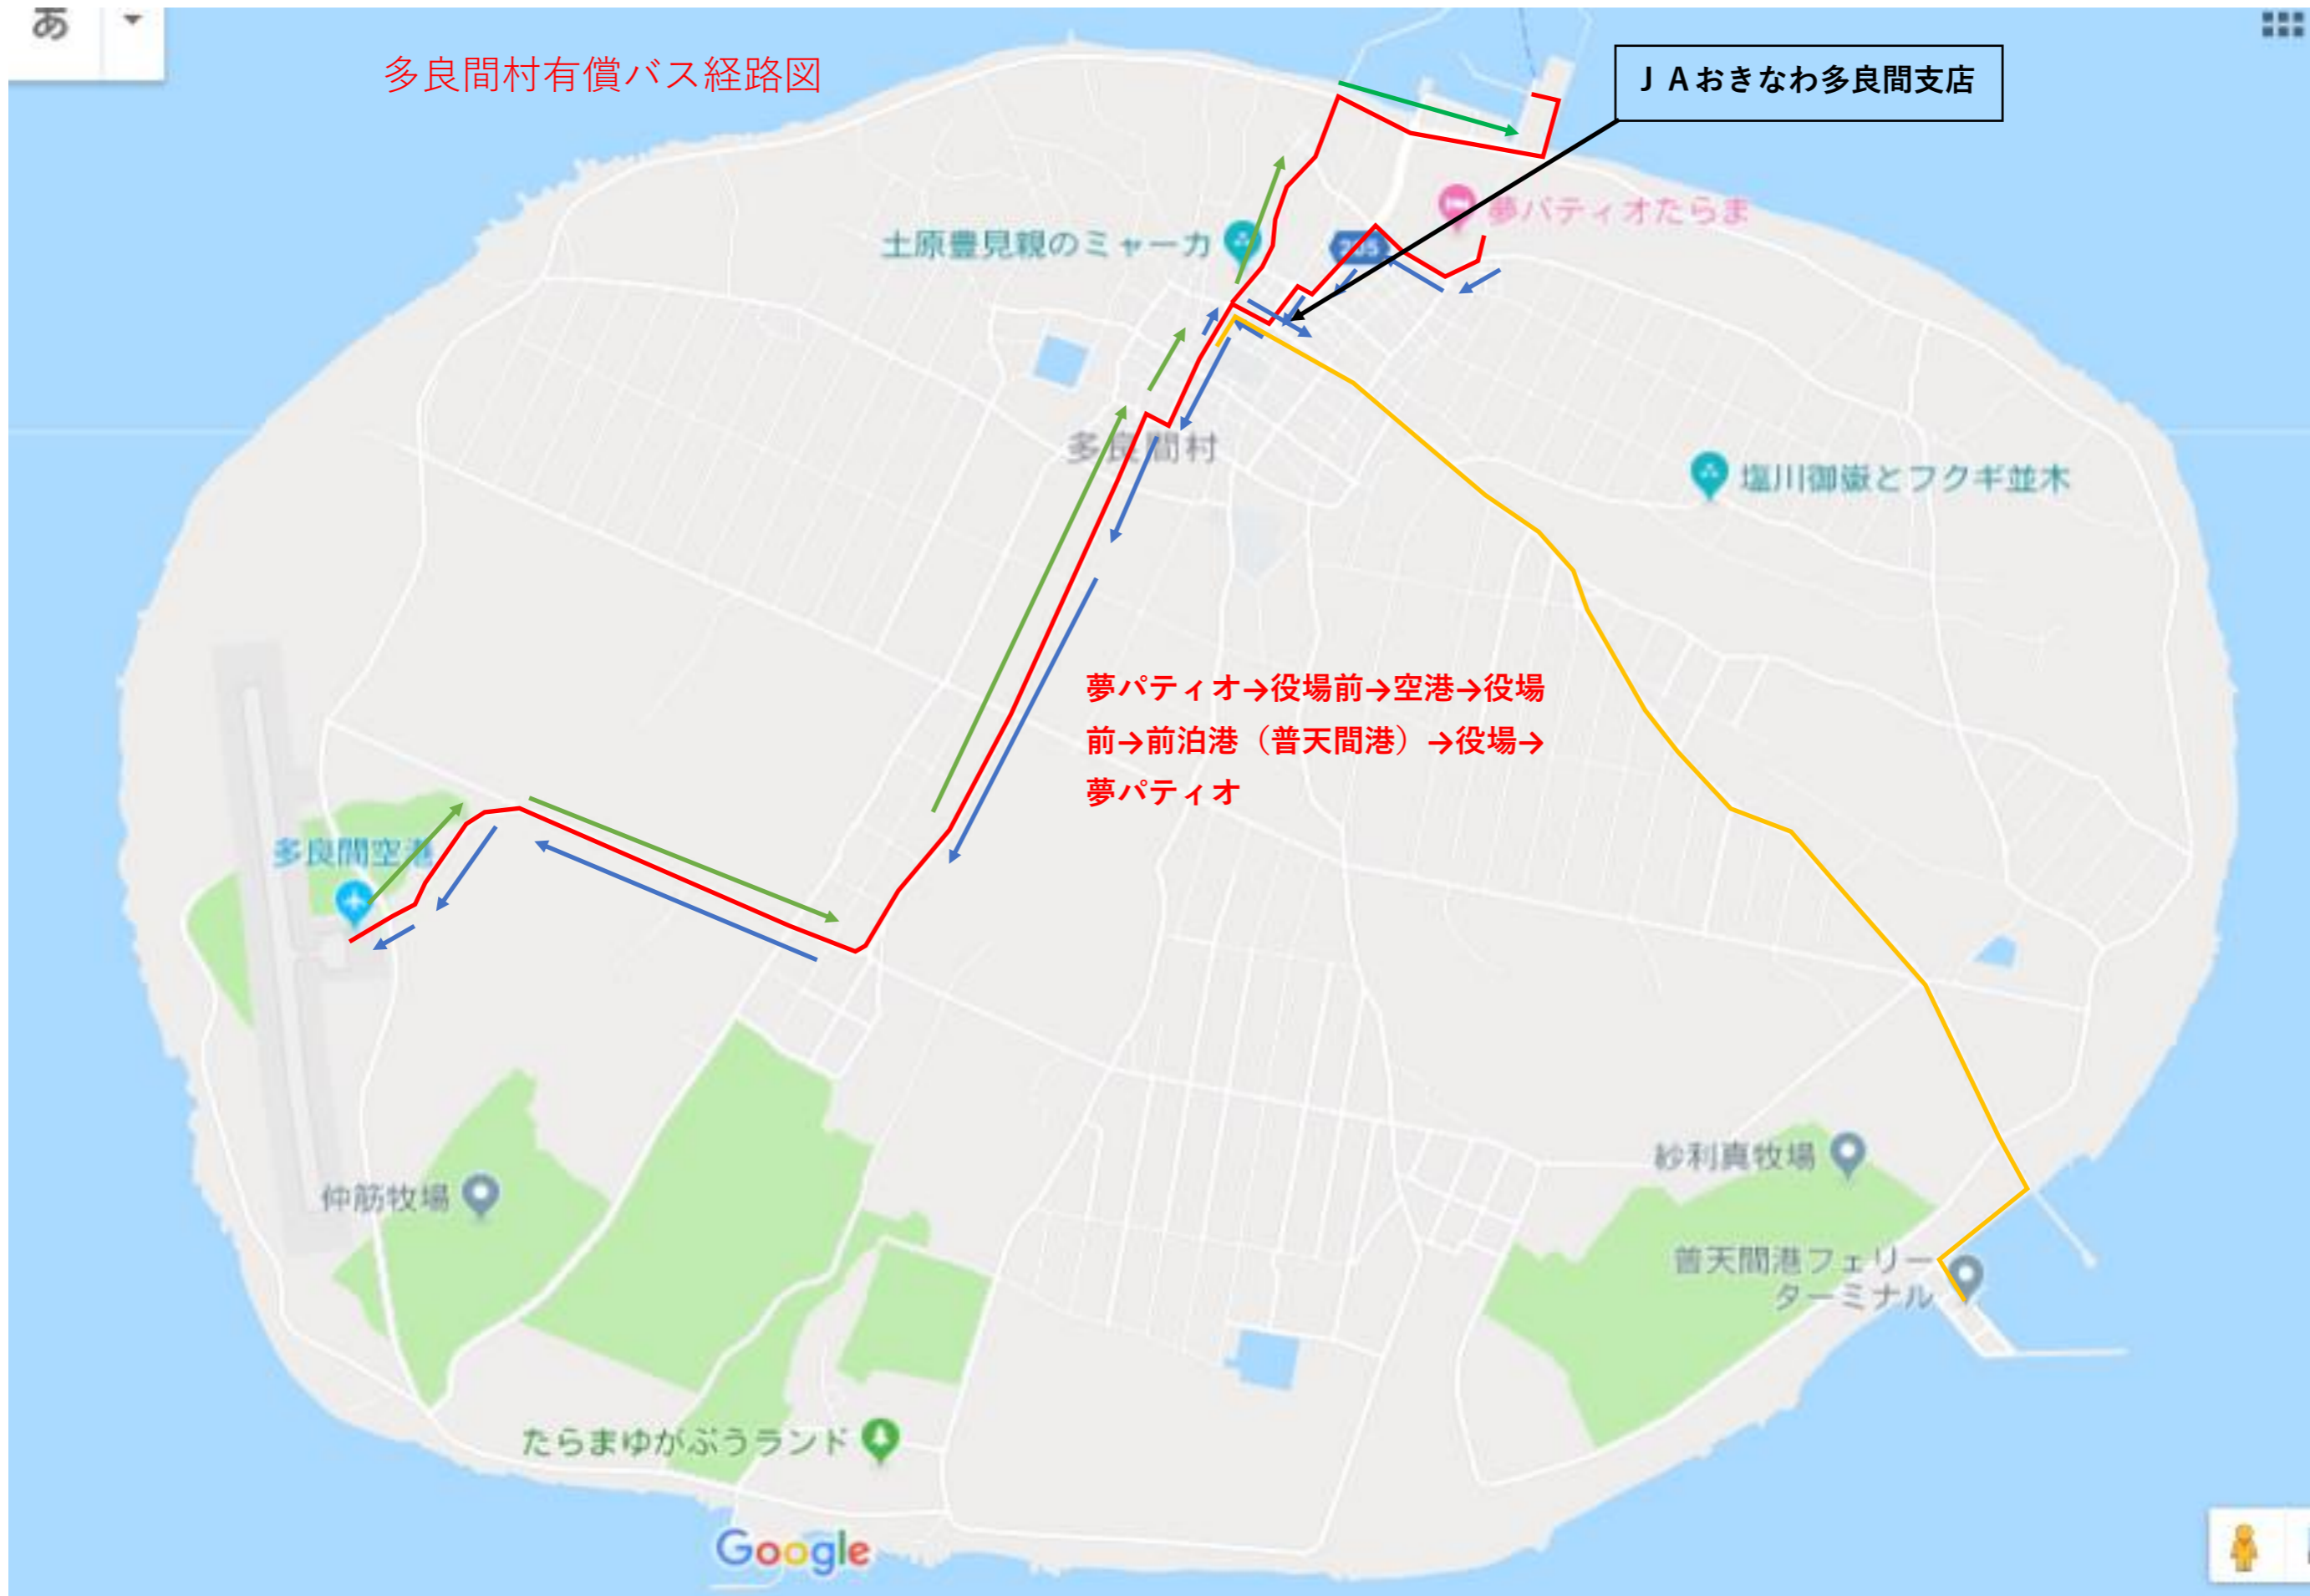 あ
多良間村有償バス経路図
ＪＡおきなわ多良間支店
夢パティオたらま
土原豊見親のミャーカ
235
多良間村
塩川御嶽とフクギ並木
夢パティオ→役場前→空港→役場
前→前泊港（普天間港）→役場→
夢パティオ
多良間空港
紗利真牧場
仲筋牧場
普天間港フェリー
ターミナル
たらまゆがぷうランド
Google